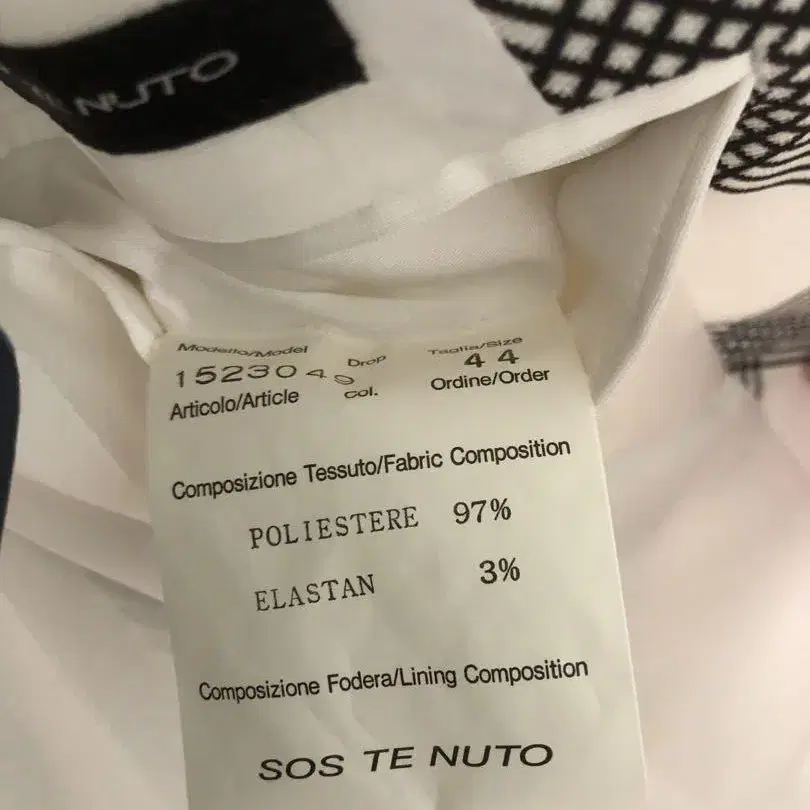 NUTO
Modello/Model Drop Taglia/Size
1523049 44
Articolo/Article col. Ordine/Order
Composizione Tessuto/Fabric Composition
POLIESTERE 97%
ELASTAN 3%
Composizione Fodera/Lining Composition
SOS TE NUTO